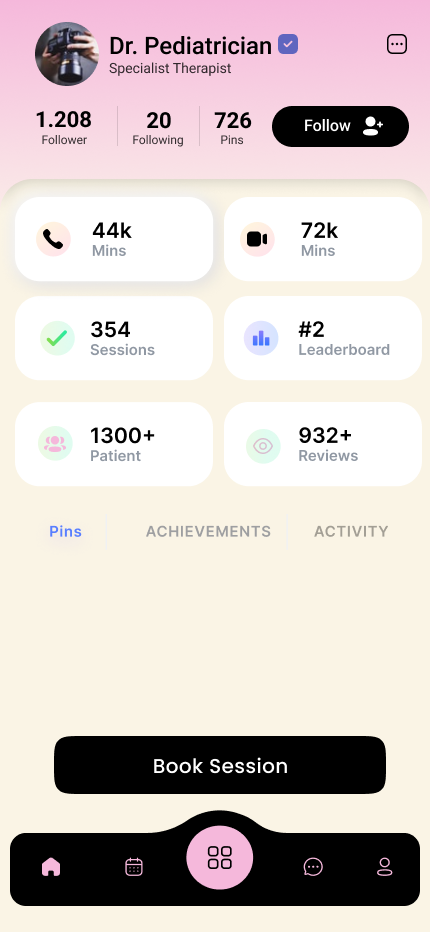 Dr. Pediatrician
Specialist Therapist
1.208 20 726
Follower Following Pins
Follow
44k 72k
Mins Mins
354 #2
Sessions Leaderboard
1300+ 932+
Patient Reviews
Pins ACHIEVEMENTS ACTIVITY
Book Session